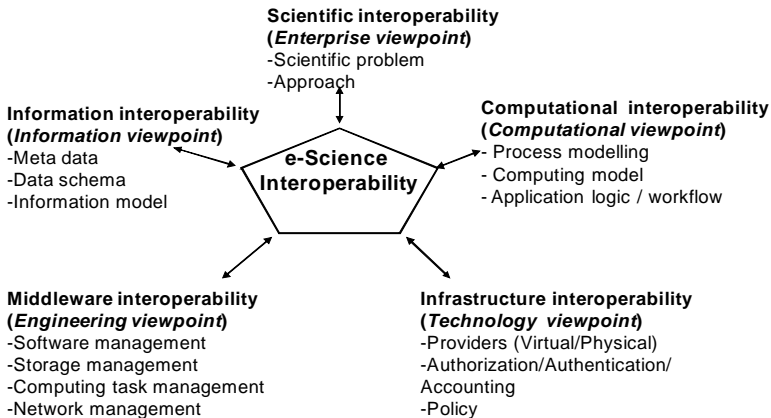 Scientific interoperability
(Enterprise viewpoint)
-Scientific problem
-Approach
Information interoperability
(Information viewpoint)
-Meta data
-Data schema
-Information model
Computational interoperability
(Computational viewpoint)
- Process modelling
- Computing model
- Application logic / workflow
e-Science
Interoperability
Middleware interoperability
(Engineering viewpoint)
-Software management
-Storage management
-Computing task management
-Network management
Infrastructure interoperability
(Technology viewpoint)
-Providers (Virtual/Physical)
-Authorization/Authentication/
Accounting
-Policy